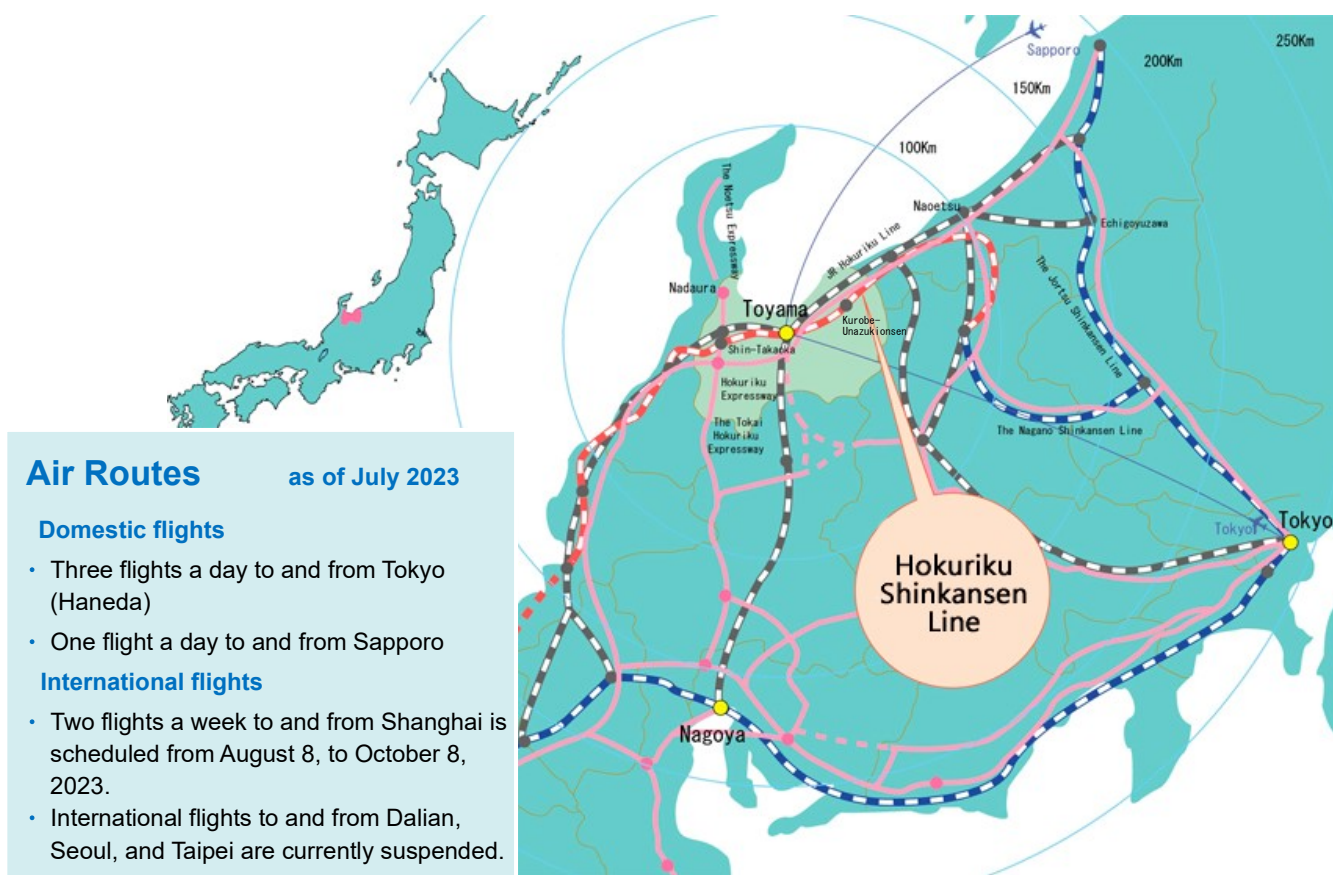 Sapporo
250Km
200Km
150Km
100Km
The Noetsu Expressway
Naoetsu
Echigoyuzawa
JR Hokuriku Line
Nadaura
Toyama
Kurobe-
Unazukionsen
Shin-Takaoka
The Jortsu Shinkansen Line
Hokuriku
Expressway
The Tokai
Hokuriku
Expressway
The Nagano Shinkansen Line
Tokyo
Tokyo
Hokuriku
Shinkansen
Line
Nagoya
Air Routes as of July 2023
Domestic flights
・ Three flights a day to and from Tokyo
(Haneda)
・ One flight a day to and from Sapporo
International flights
・ Two flights a week to and from Shanghai is
scheduled from August 8, to October 8,
2023.
・ International flights to and from Dalian,
Seoul, and Taipei are currently suspended.